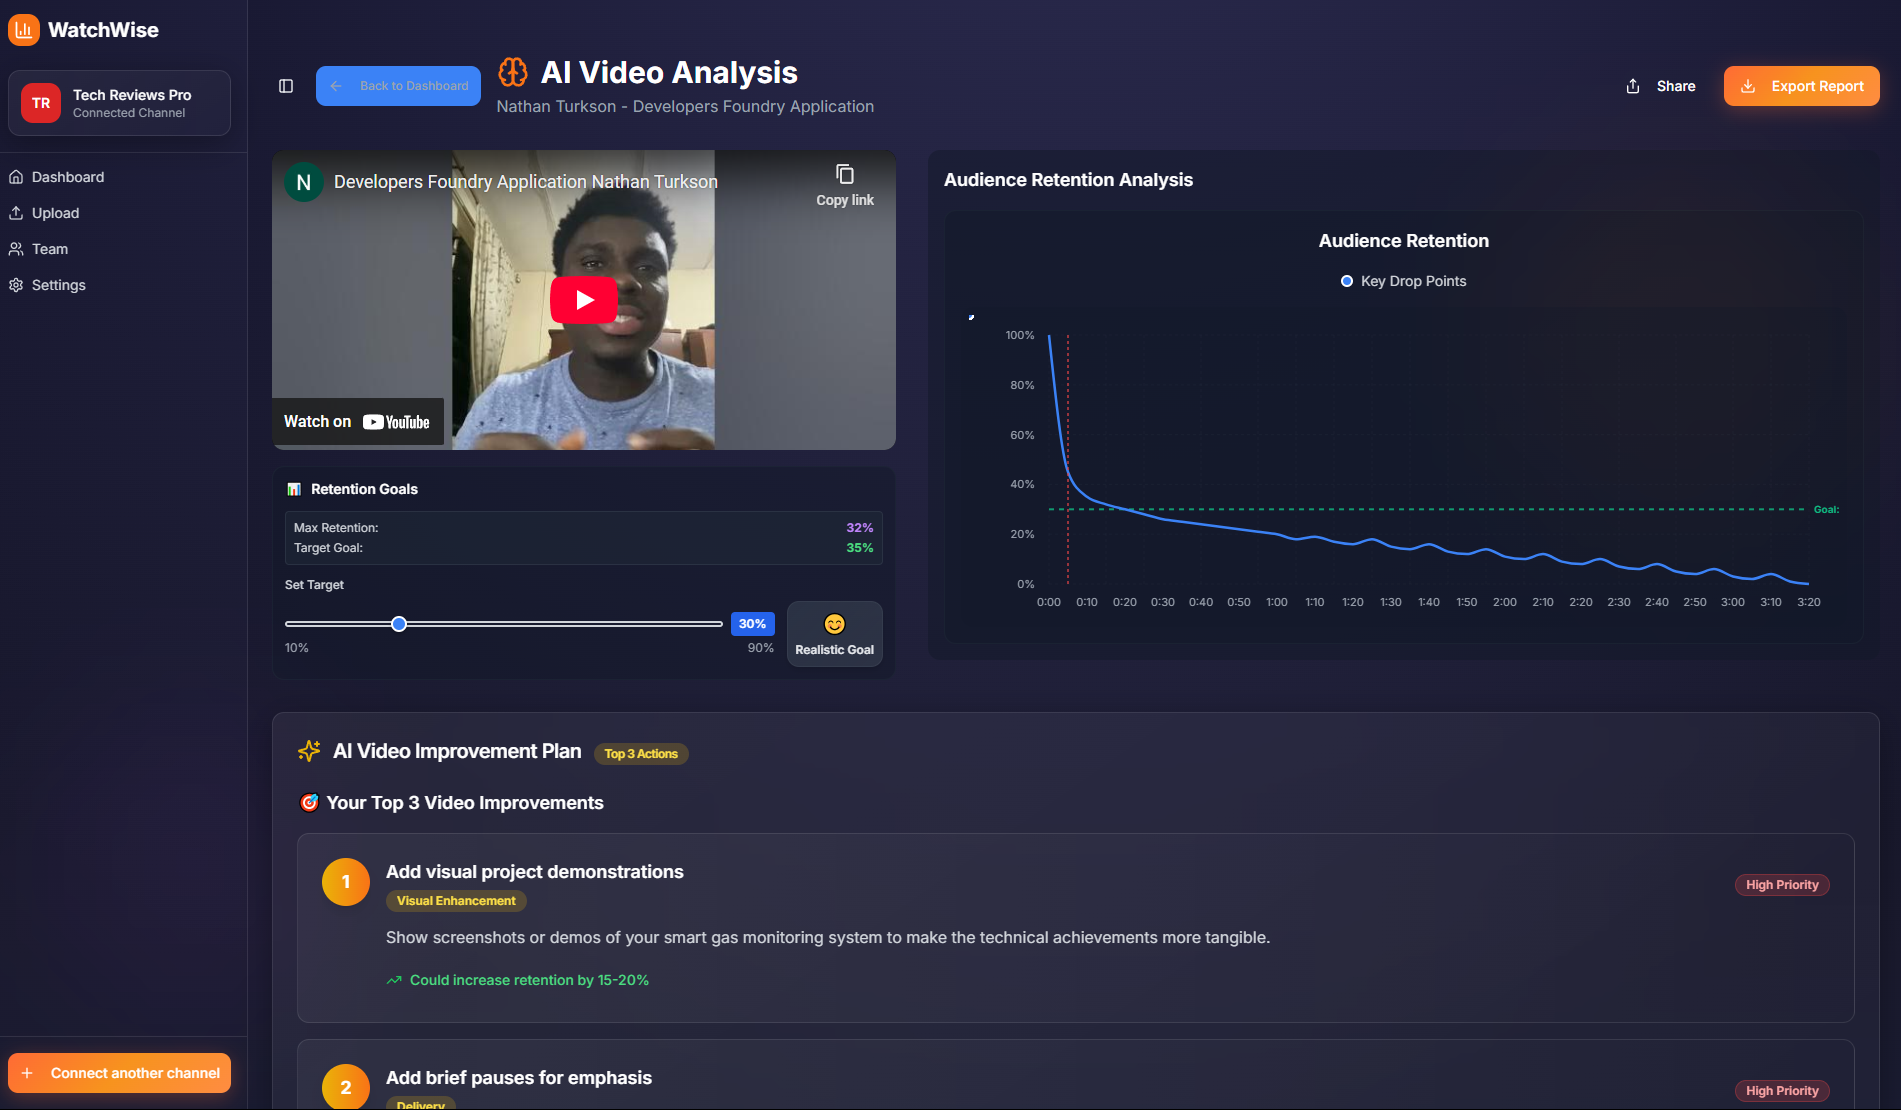 WatchWise
TR
Tech Reviews Pro
Connected Channel
Dashboard
Upload
Team
Settings
Connect another channel
Back to Dashboard
AI Video Analysis
Nathan Turkson - Developers Foundry Application
Share
Export Report
N
Developers Foundry Application Nathan Turkson
Copy link
Watch on YouTube
Retention Goals
Max Retention: 32%
Target Goal: 35%
Set Target
30%
10% 90%
Realistic Goal
Audience Retention Analysis
Audience Retention
Key Drop Points
100%
80%
60%
40%
20%
0%
Goal:
0:00 0:10 0:20 0:30 0:40 0:50 1:00 1:10 1:20 1:30 1:40 1:50 2:00 2:10 2:20 2:30 2:40 2:50 3:00 3:10 3:20
AI Video Improvement Plan Top 3 Actions
Your Top 3 Video Improvements
1
Add visual project demonstrations
Visual Enhancement
High Priority
Show screenshots or demos of your smart gas monitoring system to make the technical achievements more tangible.
Could increase retention by 15-20%
2
Add brief pauses for emphasis
Delivery
High Priority